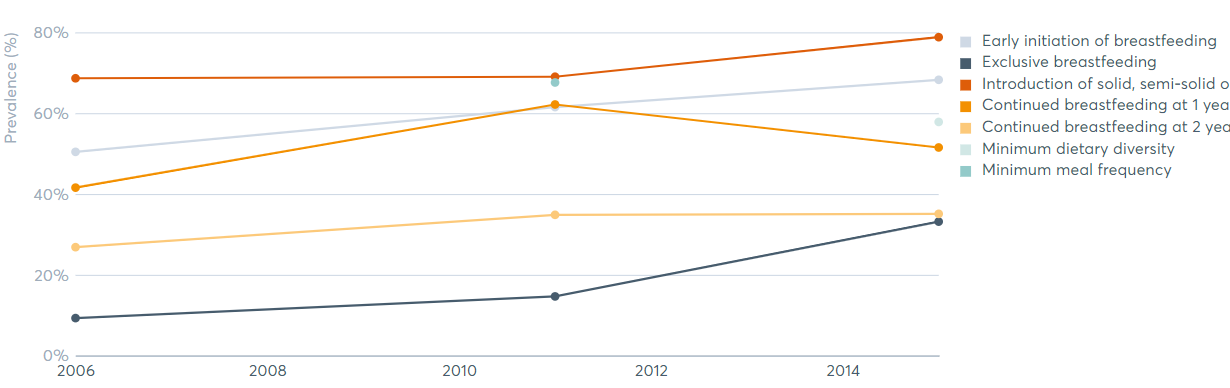 Prevalence (%)
80%
60%
40%
20%
0%
2006 2008 2010 2012 2014
Early initiation of breastfeeding
Exclusive breastfeeding
Introduction of solid, semi-solid o
Continued breastfeeding at 1 yea
Continued breastfeeding at 2 yea
Minimum dietary diversity
Minimum meal frequency